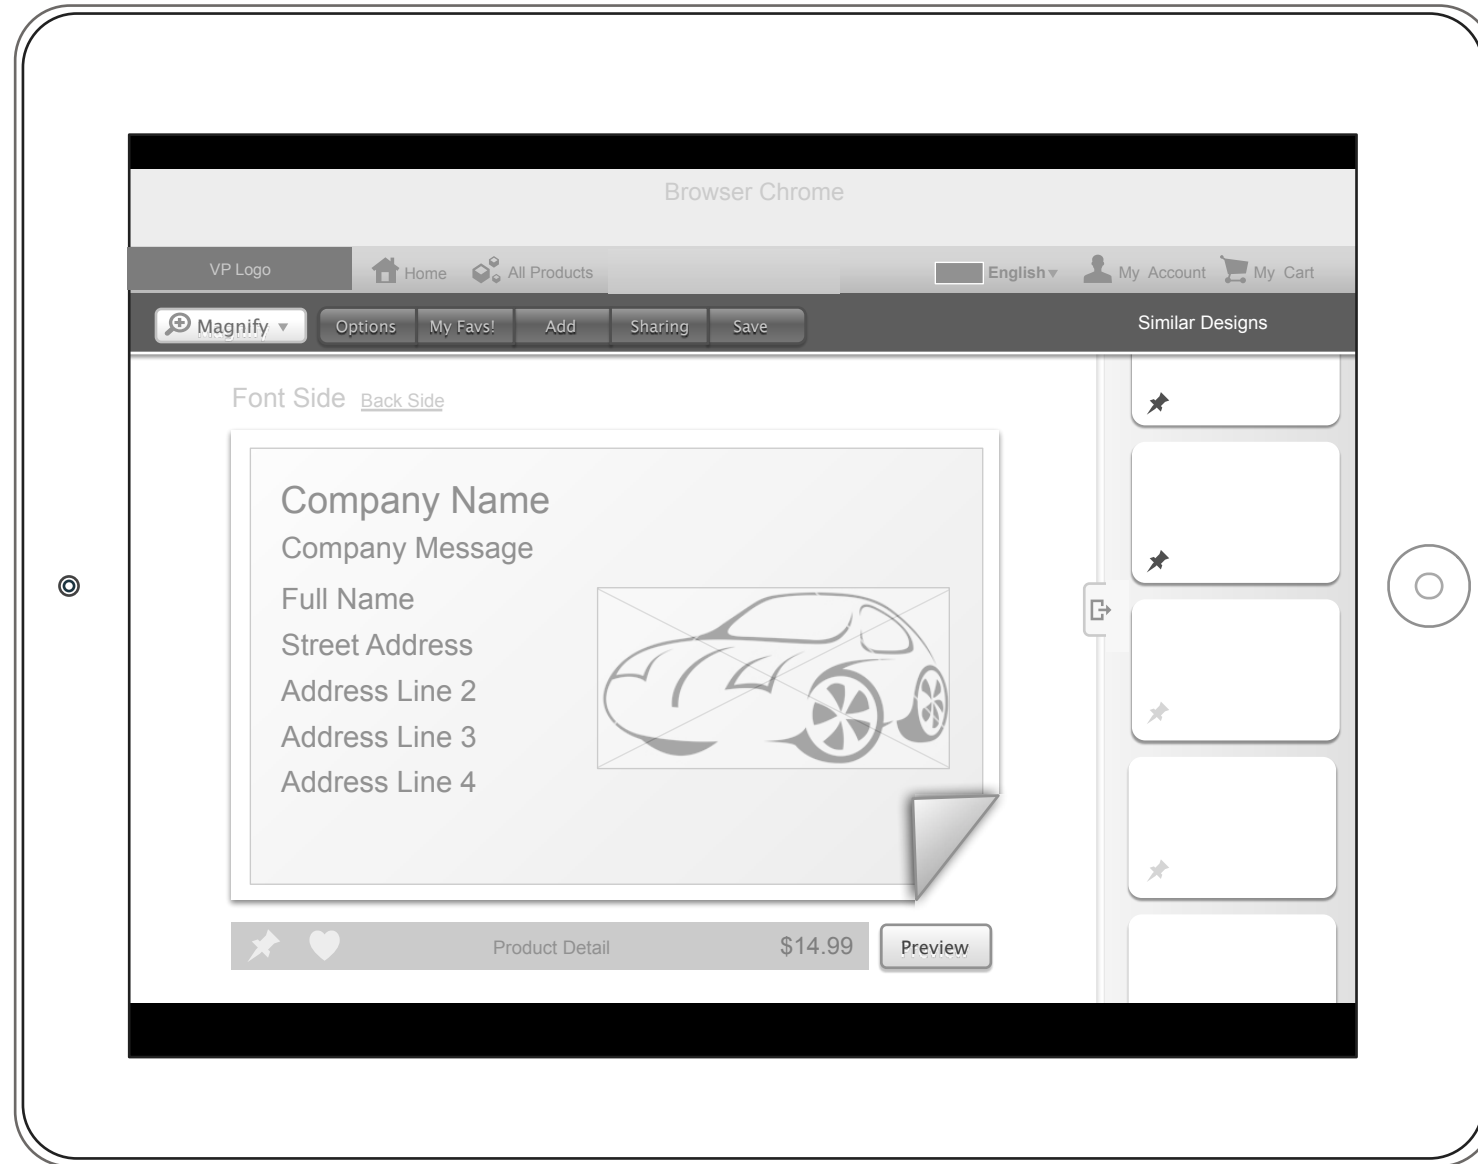 Browser Chrome
VP Logo Home All Products English My Account My Cart
Magnify Options My Favs! Add Sharing Save Similar Designs
Font Side Back Side
Company Name
Company Message
Full Name
Street Address
Address Line 2
Address Line 3
Address Line 4
Product Detail $14.99 Preview